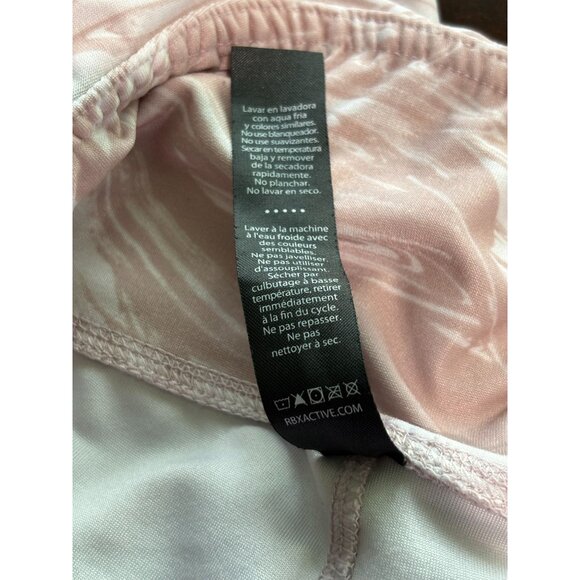 Lavar en lavadora
con aqua fria
y colores similares.
No use blanqueador.
No use suavizantes.
Secar en temperatura
baja y remover
de la secadora
rapidamente.
No planchar.
No lavar en seco.
•••••
Laver à la machine
à l'eau froide avec
des couleurs
semblables.
Ne pas javelliser.
Ne pas utiliser
d'assouplissant.
Sécher par
culbutage à basse
température, retirer
immédiatement
à la fin du cycle.
Ne pas repasser.
Ne pas
nettoyer à sec.
RBXACTIVE.COM